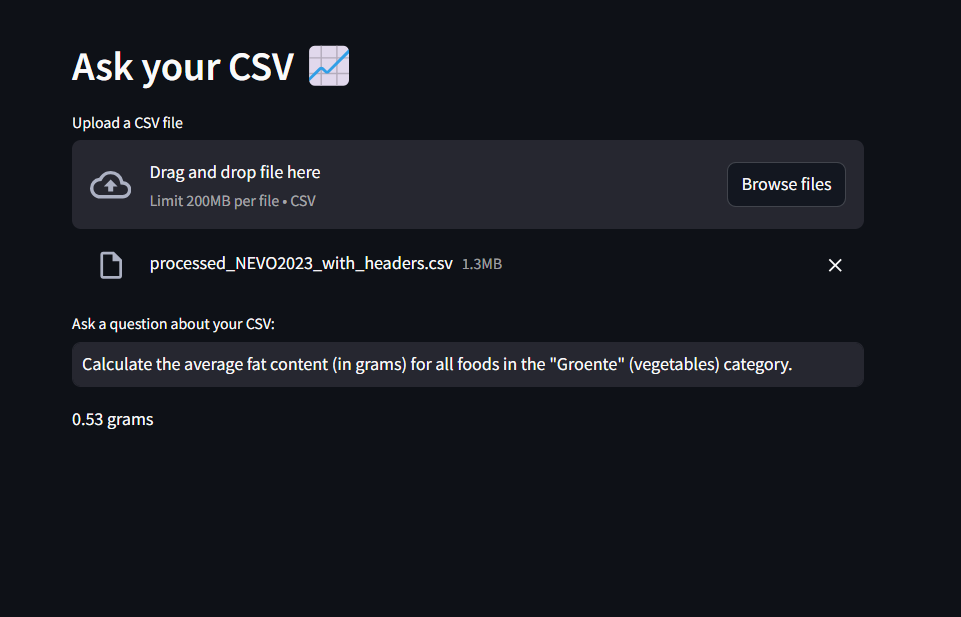 Ask your CSV
Upload a CSV file
Drag and drop file here
Limit 200MB per file • CSV
Browse files
processed_NEVO2023_with_headers.csv 1.3MB
Ask a question about your CSV:
Calculate the average fat content (in grams) for all foods in the "Groente" (vegetables) category.
0.53 grams